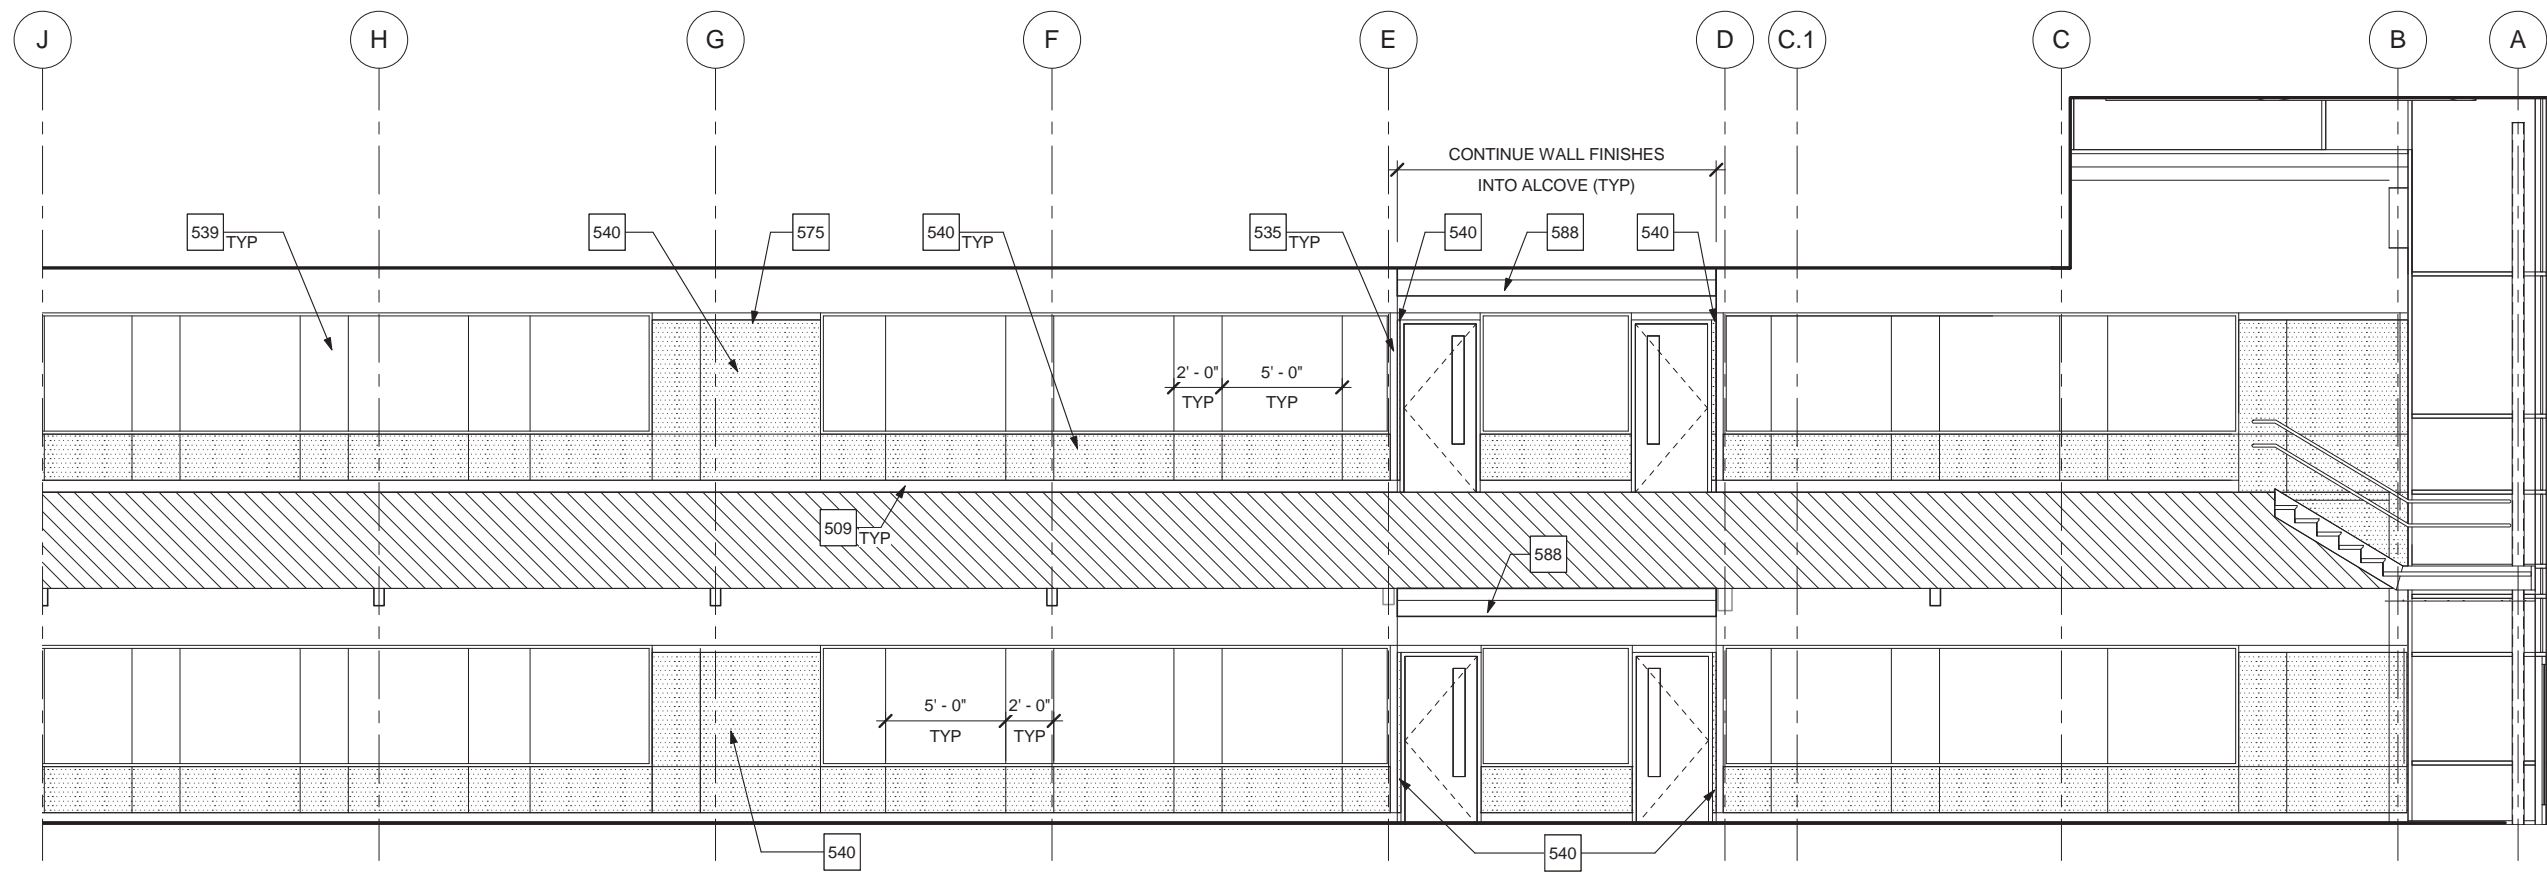 J
H
G
F
E
D
C.1
C
B
A
CONTINUE WALL FINISHES
INTO ALCOVE (TYP)
539
TYP
540
575
540
TYP
535
TYP
540
588
540
2' - 0"
TYP
5' - 0"
TYP
509
TYP
588
5' - 0"
TYP
2' - 0"
TYP
540
540